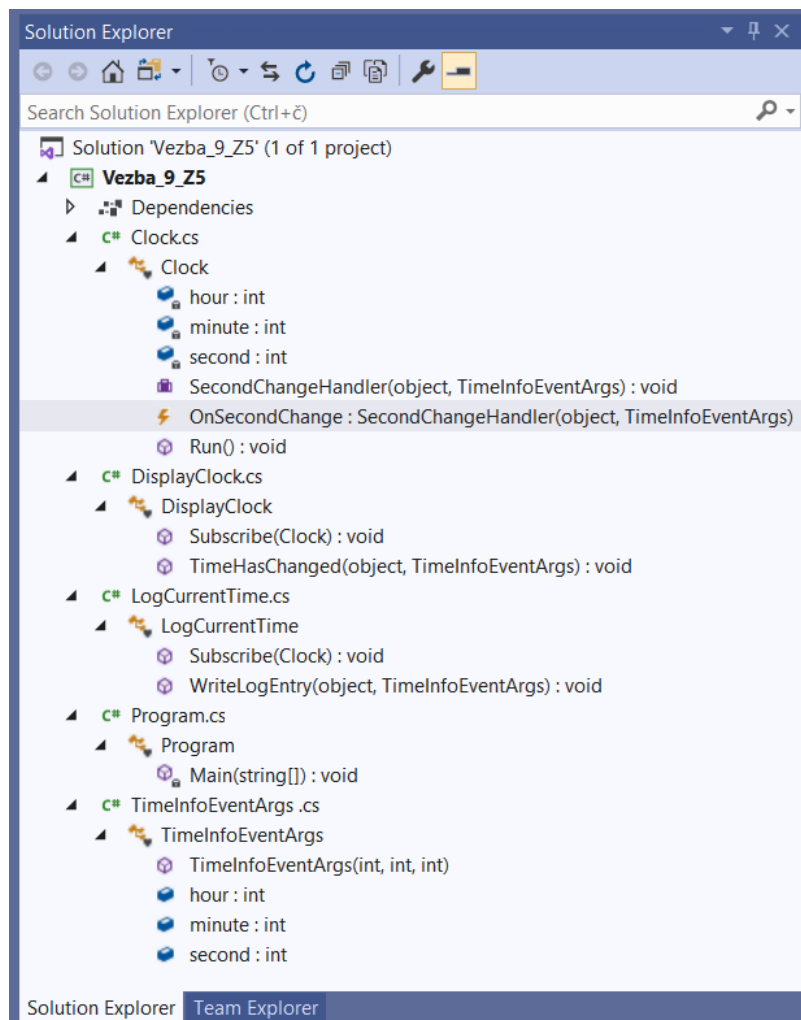 Solution Explorer
Search Solution Explorer (Ctrl+č)
Solution 'Vezba_9_Z5' (1 of 1 project)
C# Vezba_9_Z5
Dependencies
C# Clock.cs
Clock
hour : int
minute : int
second : int
SecondChangeHandler(object, TimeInfoEventArgs) : void
OnSecondChange : SecondChangeHandler(object, TimeInfoEventArgs)
Run() : void
C# DisplayClock.cs
DisplayClock
Subscribe(Clock) : void
TimeHasChanged(object, TimeInfoEventArgs) : void
C# LogCurrentTime.cs
LogCurrentTime
Subscribe(Clock) : void
WriteLogEntry(object, TimeInfoEventArgs) : void
C# Program.cs
Program
Main(string[]) : void
C# TimeInfoEventArgs .cs
TimeInfoEventArgs
TimeInfoEventArgs(int, int, int)
hour : int
minute : int
second : int
Solution Explorer Team Explorer